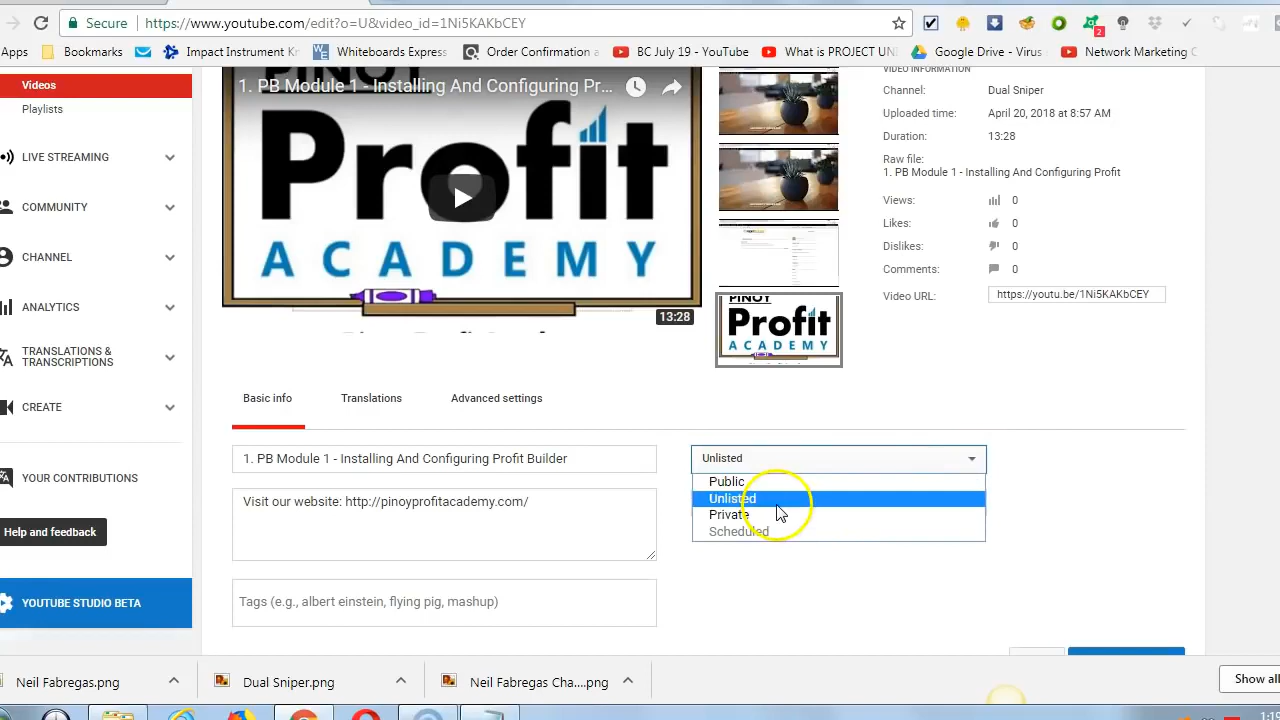 Secure
https://www.youtube.com/edit?o=U&video_id=1Ni5KAKbCEY
2
Apps
Bookmarks
Impact Instrument Kr
Whiteboards Express
Order Confirmation a
BC July 19 - YouTube
What is PROJECT UNI
Google Drive - Virus
Network Marketing C
Videos
Playlists
LIVE STREAMING
COMMUNITY
CHANNEL
ANALYTICS
TRANSLATIONS &
TRANSCRIPTIONS
CREATE
YOUR CONTRIBUTIONS
Help and feedback
YOUTUBE STUDIO BETA
PINOY
1. PB Module 1 - Installing And Configuring Pr...
Profit
ACADEMY
13:28
PINOY
Profit
ACADEMY
VIDEO INFORMATION
Channel: Dual Sniper
Uploaded time: April 20, 2018 at 8:57 AM
Duration: 13:28
Raw file:
1. PB Module 1 - Installing And Configuring Profit
Views: 0
Likes: 0
Dislikes: 0
Comments: 0
Video URL: https://youtu.be/1Ni5KAKbCEY
Basic info
Translations
Advanced settings
1. PB Module 1 - Installing And Configuring Profit Builder
Visit our website: http://pinoyprofitacademy.com/
Tags (e.g., albert einstein, flying pig, mashup)
Unlisted
Public
Unlisted
Private
Scheduled
Neil Fabregas.png
Dual Sniper.png
Neil Fabregas Cha....png
Show all